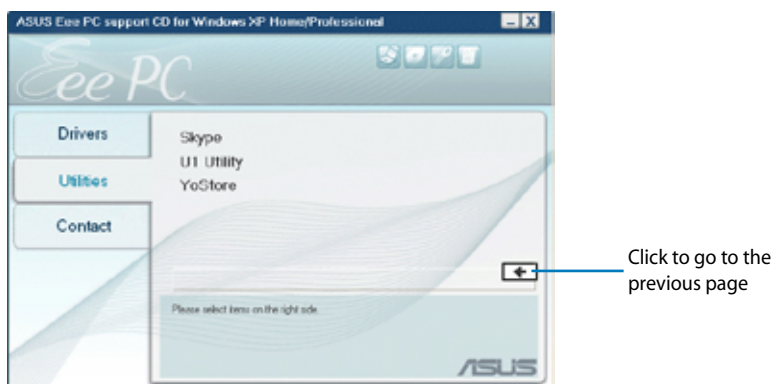 ASUS Eee PC support CD for Windows XP Home/Professional
Eee PC
Drivers
Utilities
Contact
Skype
U1 Utility
YoStore
Click to go to the
previous page
Please select items on the right side.
ASUS